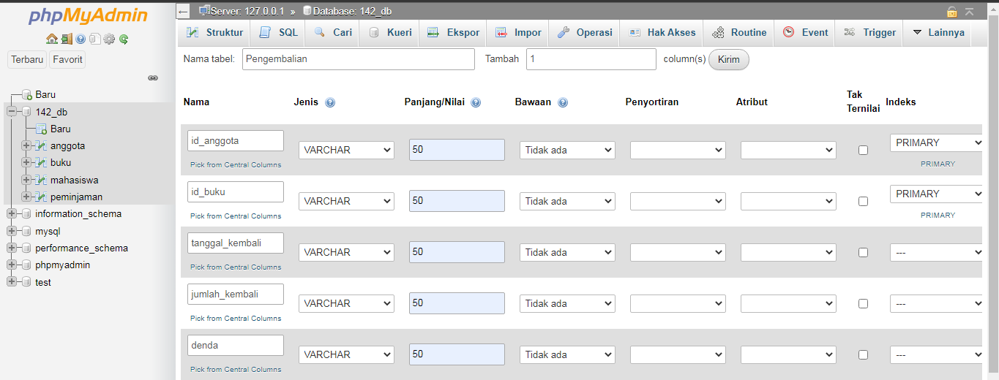 phpMyAdmin
Terbaru Favorit
Baru
142_db
Baru
anggota
buku
mahasiswa
peminjaman
information_schema
mysql
performance_schema
phpmyadmin
test
Server: 127.0.0.1 » Database: 142_db
Struktur SQL Cari Kueri Ekspor Impor Operasi Hak Akses Routine Event Trigger Lainnya
Nama tabel: Pengembalian Tambah 1 column(s) Kirim
Nama Jenis Panjang/Nilai Bawaan Penyortiran Atribut Tak Ternilai Indeks
id_anggota VARCHAR 50 Tidak ada PRIMARY
Pick from Central Columns PRIMARY
id_buku VARCHAR 50 Tidak ada PRIMARY
Pick from Central Columns PRIMARY
tanggal_kembali VARCHAR 50 Tidak ada ---
Pick from Central Columns
jumlah_kembali VARCHAR 50 Tidak ada ---
Pick from Central Columns
denda VARCHAR 50 Tidak ada ---
Pick from Central Columns